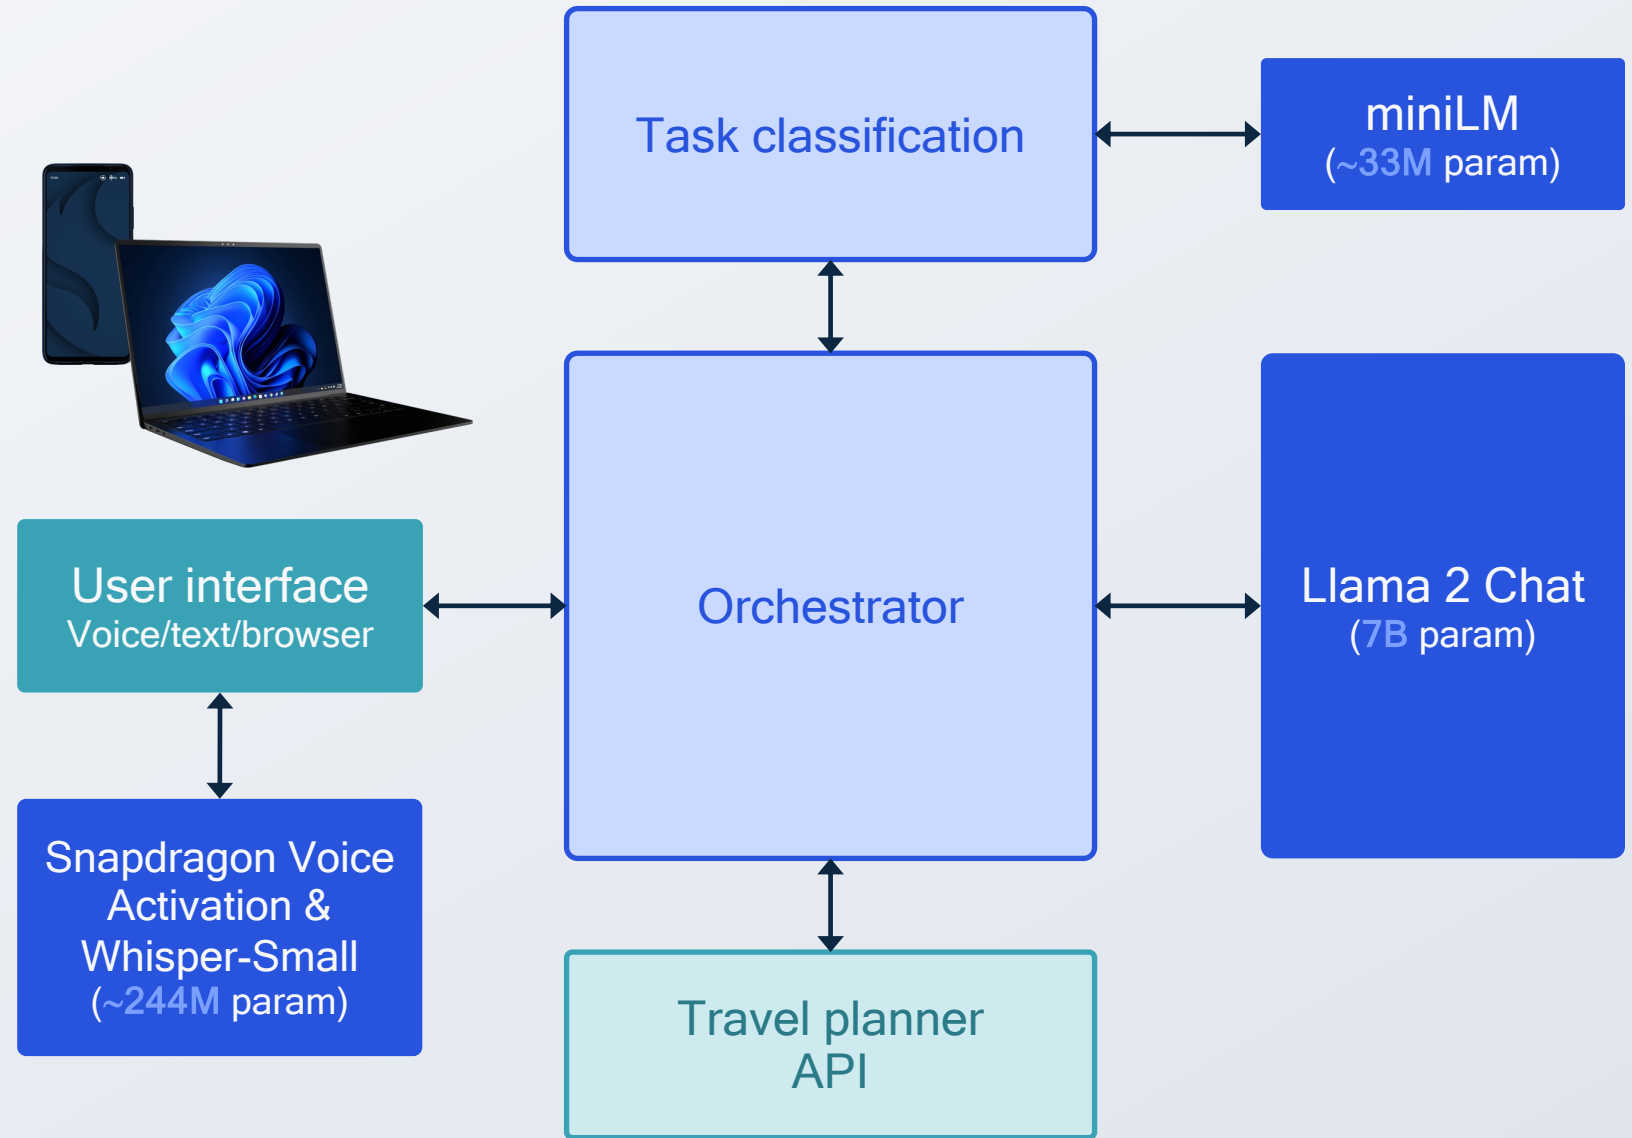 Task classification
miniLM
(~33M param)
User interface
Voice/text/browser
Orchestrator
Llama 2 Chat
(7B param)
Snapdragon Voice
Activation &
Whisper-Small
(~244M param)
Travel planner
API